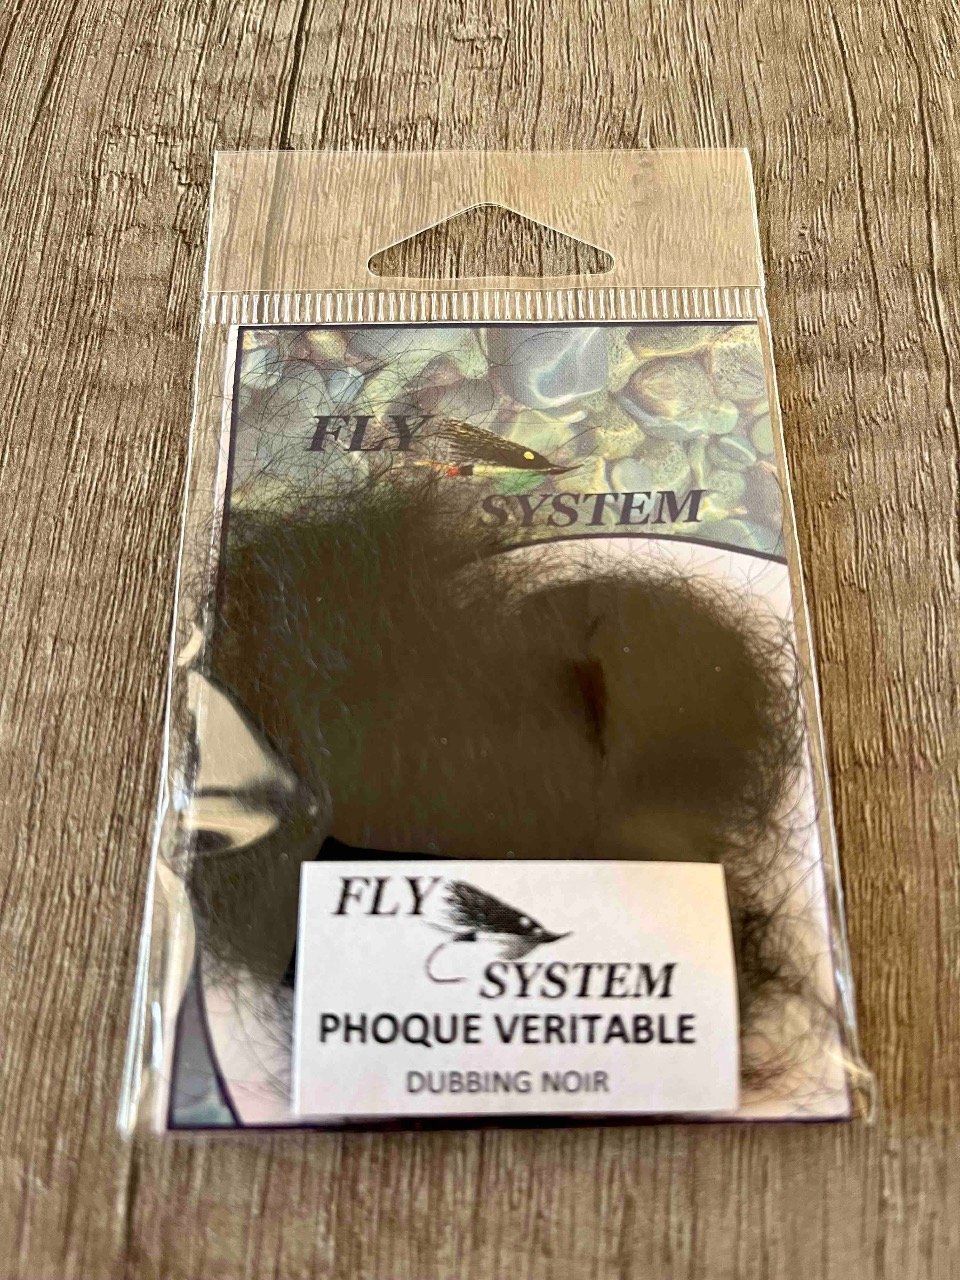 FLY
SYSTEM
FLY
SYSTEM
PHOQUE VERITABLE
DUBBING NOIR